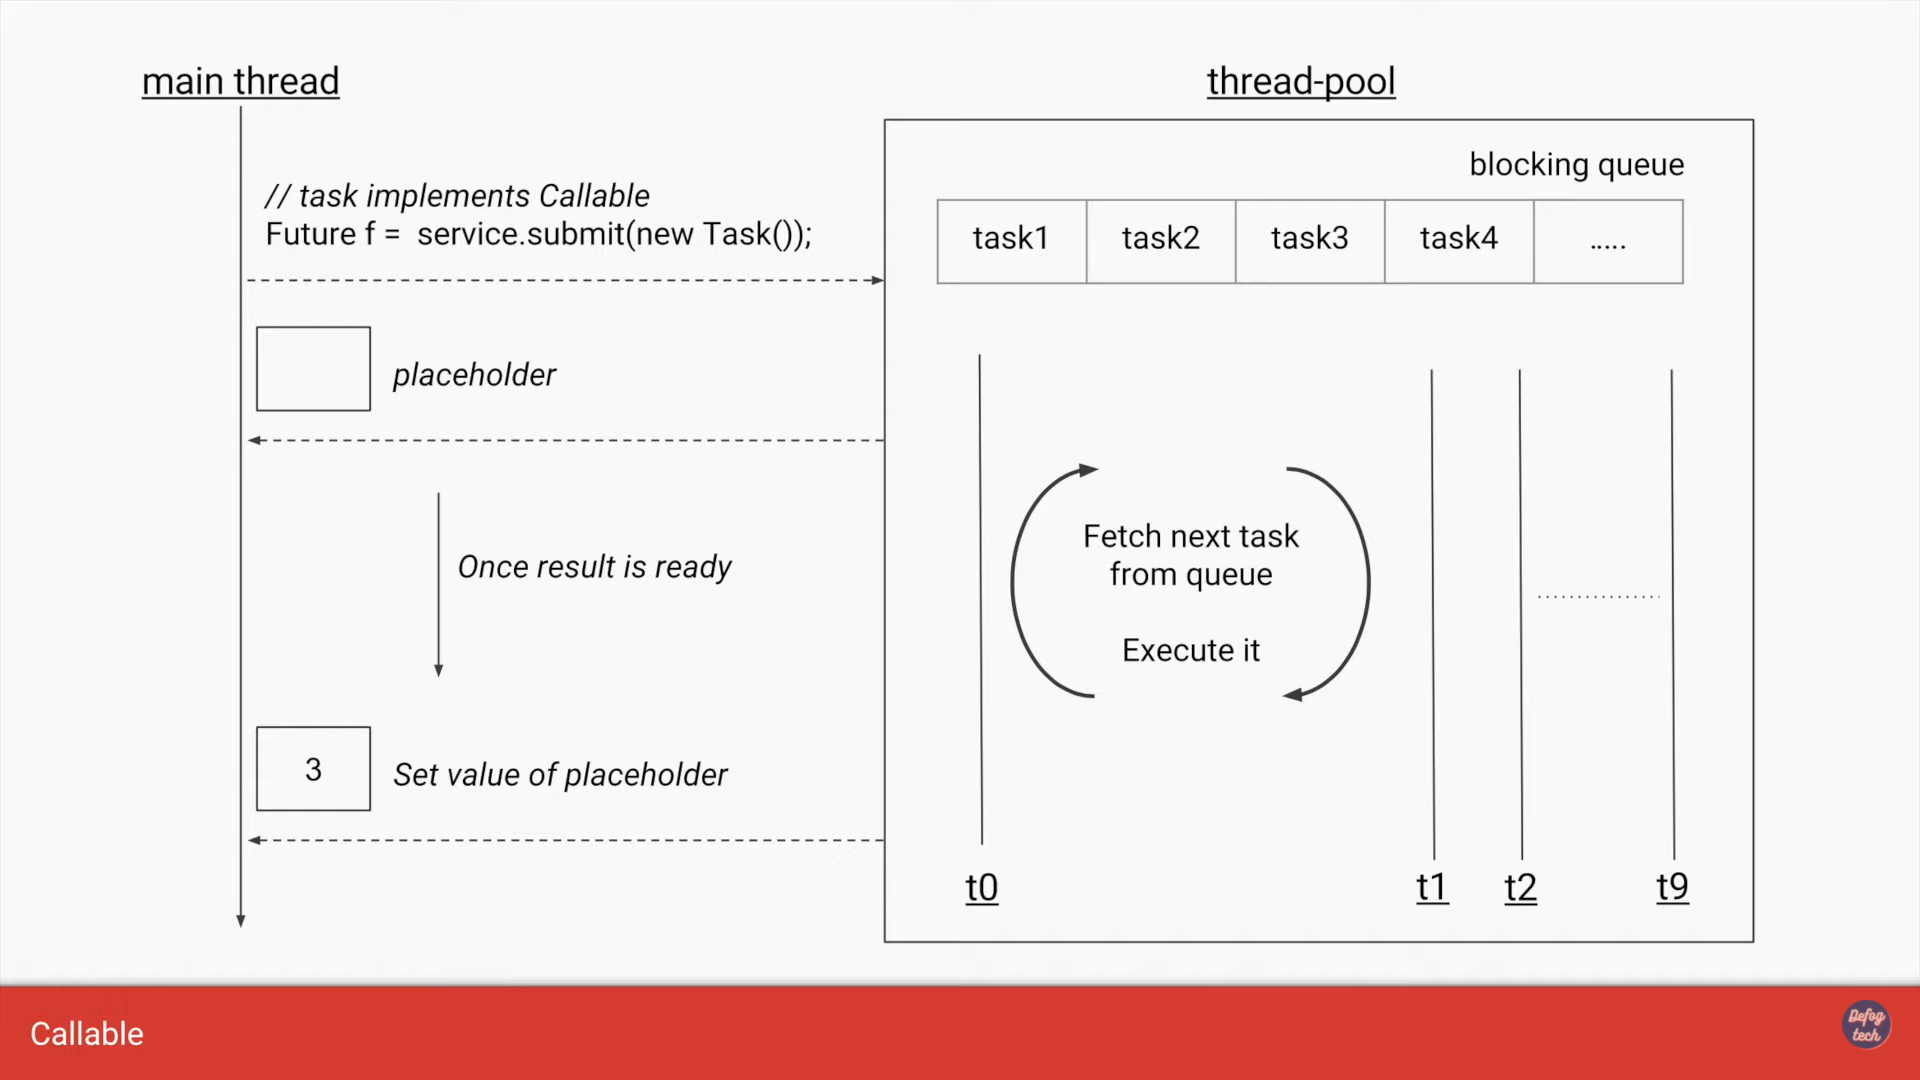 main thread
// task implements Callable
Future f =  service.submit(new Task());
placeholder
Once result is ready
3
Set value of placeholder
thread-pool
blocking queue
task1 task2 task3 task4 .....
Fetch next task
from queue
Execute it
t0 t1 t2 t9
Callable
Defog
tech